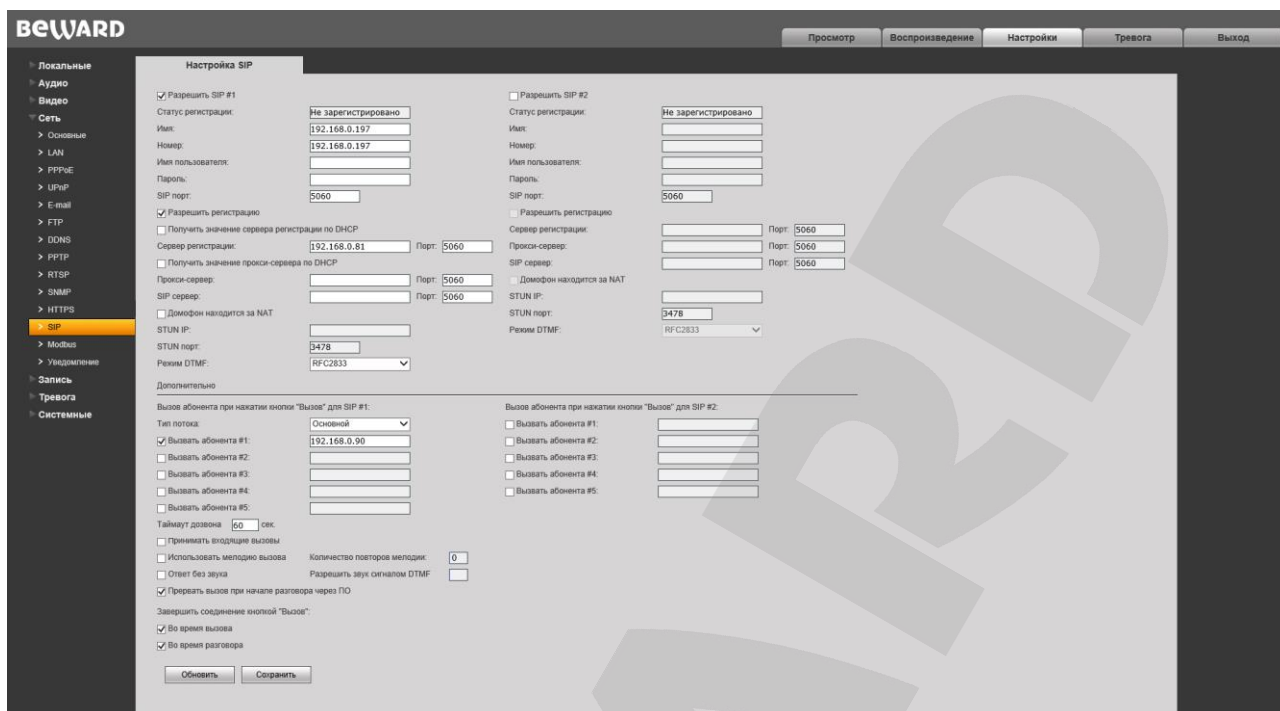 BEWARD
Просмотр Воспроизведение Настройки Тревога Выход
Локальные
Аудио
Видео
Сеть
> Основные
> LAN
> PPPoE
> UPnP
> E-mail
> FTP
> DDNS
> PPTP
> RTSP
> SNMP
> HTTPS
> SIP
> Modbus
> Уведомление
Запись
Тревога
Системные
Настройка SIP
Разрешить SIP #1
Статус регистрации: Не зарегистрировано
Имя: 192.168.0.197
Номер: 192.168.0.197
Имя пользователя:
Пароль:
SIP порт: 5060
Разрешить регистрацию
Получить значение сервера регистрации по DHCP
Сервер регистрации: 192.168.0.81 Порт: 5060
Получить значение прокси-сервера по DHCP
Прокси-сервер: Порт: 5060
SIP сервер: Порт: 5060
Домофон находится за NAT
STUN IP:
STUN порт: 3478
Режим DTMF: RFC2833
Разрешить SIP #2
Статус регистрации: Не зарегистрировано
Имя:
Номер:
Имя пользователя:
Пароль:
SIP порт: 5060
Разрешить регистрацию
Сервер регистрации: Порт: 5060
Прокси-сервер: Порт: 5060
SIP сервер: Порт: 5060
Домофон находится за NAT
STUN IP:
STUN порт: 3478
Режим DTMF: RFC2833
Дополнительно
Вызов абонента при нажатии кнопки "Вызов" для SIP #1:
Тип потока: Основной
Вызвать абонента #1: 192.168.0.90
Вызвать абонента #2:
Вызвать абонента #3:
Вызвать абонента #4:
Вызвать абонента #5:
Вызов абонента при нажатии кнопки "Вызов" для SIP #2:
Вызвать абонента #1:
Вызвать абонента #2:
Вызвать абонента #3:
Вызвать абонента #4:
Вызвать абонента #5:
Таймаут дозвона 60 сек.
Принимать входящие вызовы
Использовать мелодию вызова Количество повторов мелодии: 0
Ответ без звука Разрешить звук сигналом DTMF
Прервать вызов при начале разговора через ПО
Завершить соединение кнопкой "Вызов":
Во время вызова
Во время разговора
Обновить Сохранить
ARD